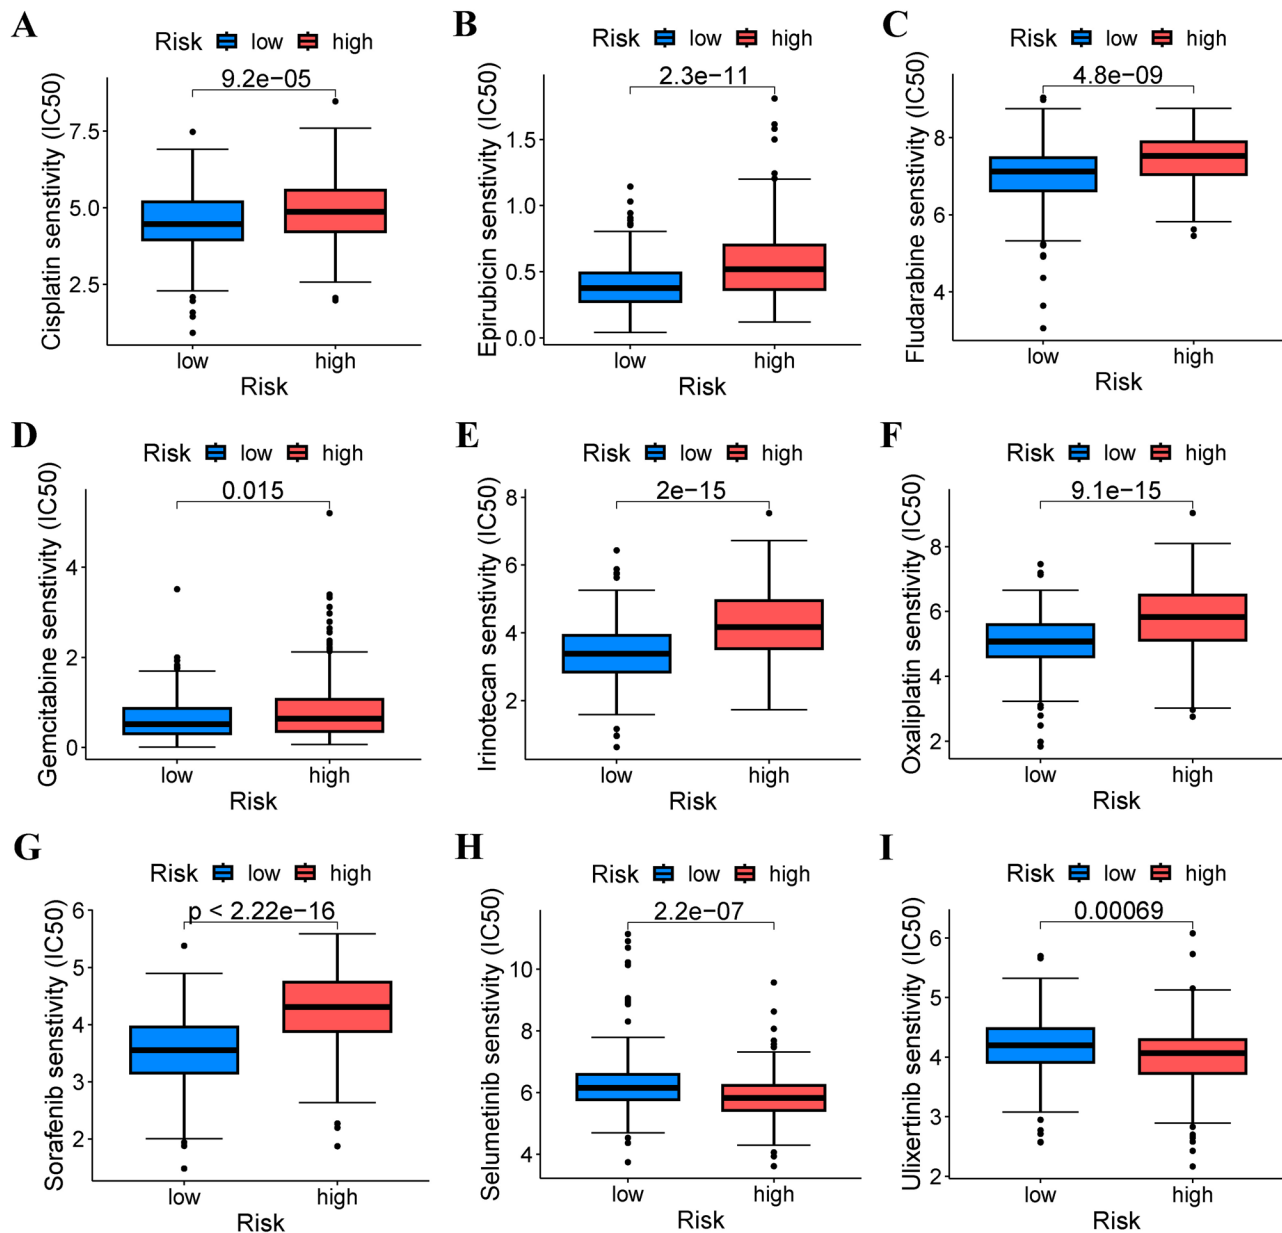 A
Risk low high
9.2e−05
Cisplatin senstivity (IC50)
7.5
5.0
2.5
low high
Risk
B
Risk low high
2.3e−11
Epirubicin senstivity (IC50)
1.5
1.0
0.5
0.0
low high
Risk
C
Risk low high
4.8e−09
Fludarabine senstivity (IC50)
8
6
4
low high
Risk
D
Risk low high
0.015
Gemcitabine senstivity (IC50)
4
2
0
low high
Risk
E
Risk low high
2e−15
Irinotecan senstivity (IC50)
8
6
4
2
low high
Risk
F
Risk low high
9.1e−15
Oxaliplatin senstivity (IC50)
8
6
4
2
low high
Risk
G
Risk low high
p < 2.22e−16
Sorafenib senstivity (IC50)
6
5
4
3
2
low high
Risk
H
Risk low high
2.2e−07
Selumetinib senstivity (IC50)
10
8
6
4
low high
Risk
I
Risk low high
0.00069
Ulixertinib senstivity (IC50)
6
5
4
3
2
low high
Risk